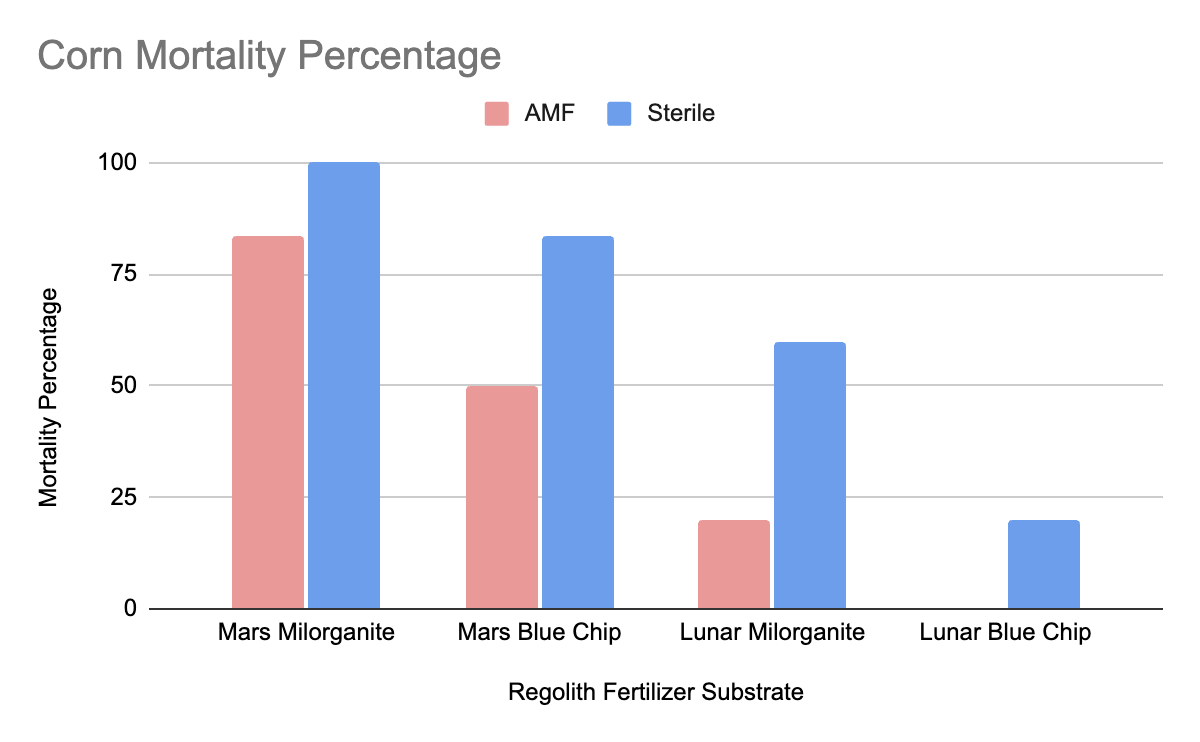 Corn Mortality Percentage
AMF
Sterile
100
75
50
25
0
Mortality Percentage
Mars Milorganite
Mars Blue Chip
Lunar Milorganite
Lunar Blue Chip
Regolith Fertilizer Substrate